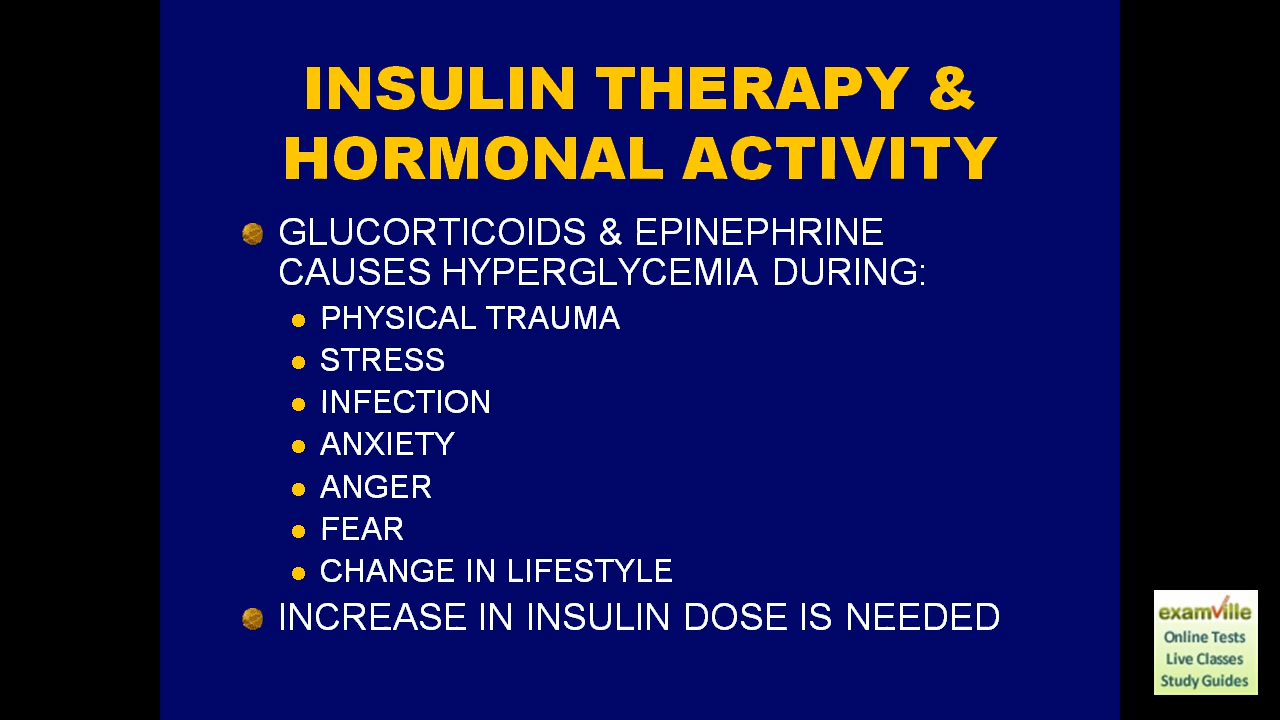 INSULIN THERAPY &
HORMONAL ACTIVITY
GLUCORTICOIDS & EPINEPHRINE
CAUSES HYPERGLYCEMIA DURING:
PHYSICAL TRAUMA
STRESS
INFECTION
ANXIETY
ANGER
FEAR
CHANGE IN LIFESTYLE
INCREASE IN INSULIN DOSE IS NEEDED
examville
Online Tests
Live Classes
Study Guides